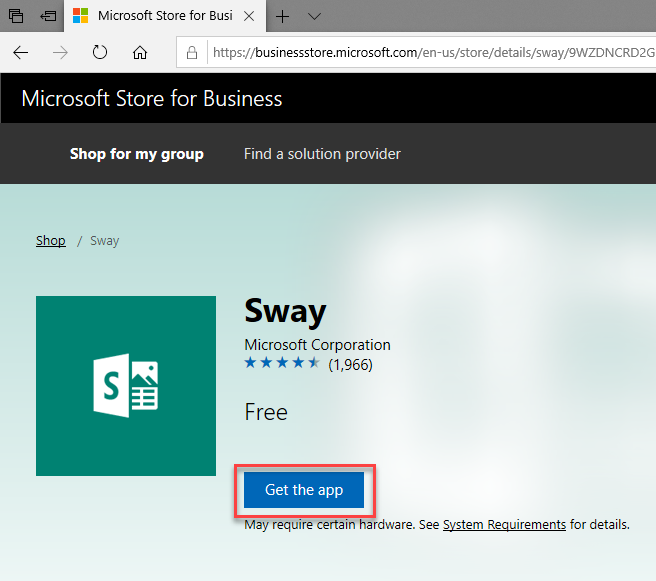 Microsoft Store for Busi
https://businessstore.microsoft.com/en-us/store/details/sway/9WZDNCRD2G
Microsoft Store for Business
Shop for my group Find a solution provider
Shop / Sway
S
Sway
Microsoft Corporation
(1,966)
Free
Get the app
May require certain hardware. See System Requirements for details.